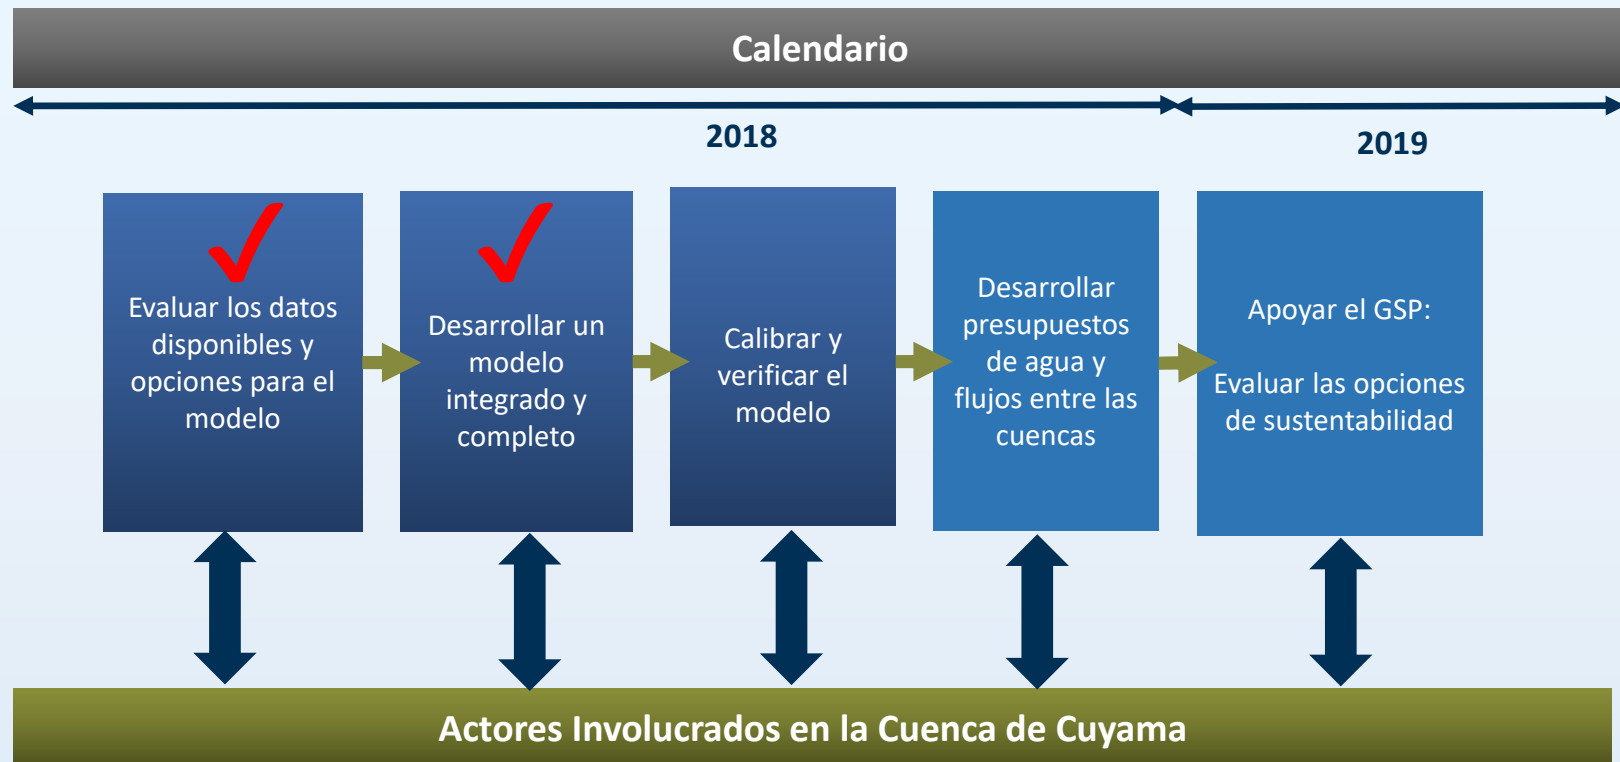 Calendario
2018
2019
Evaluar los datos
disponibles y
opciones para el
modelo
Desarrollar un
modelo
integrado y
completo
Calibrar y
verificar el
modelo
Desarrollar
presupuestos
de agua y
flujos entre las
cuencas
Apoyar el GSP:
Evaluar las opciones
de sustentabilidad
Actores Involucrados en la Cuenca de Cuyama